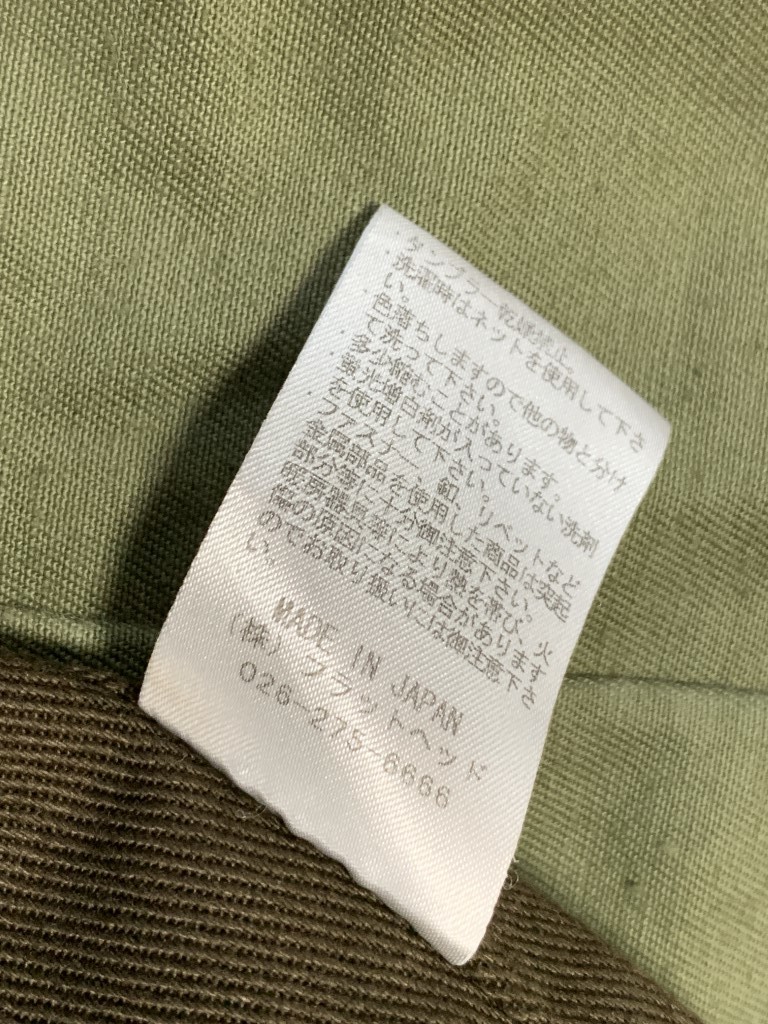 ・タンブラー乾燥禁止。
・洗濯時はネットを使用して下さ
い。
・色落ちしますので他の物と分け
て洗って下さい。
・多少縮むことがあります。
・蛍光増白剤が入っていない洗剤
を使用して下さい。
・ファスナー、釦、リベットなど
金属部品を使用した商品は突起
部分等に十分御注意下さい。
暖房器具等により熱を帯び、火
傷の原因になる場合があります
のでお取り扱いには御注意下さ
い。
MADE IN JAPAN
(株)フラットヘッド
026-275-6666